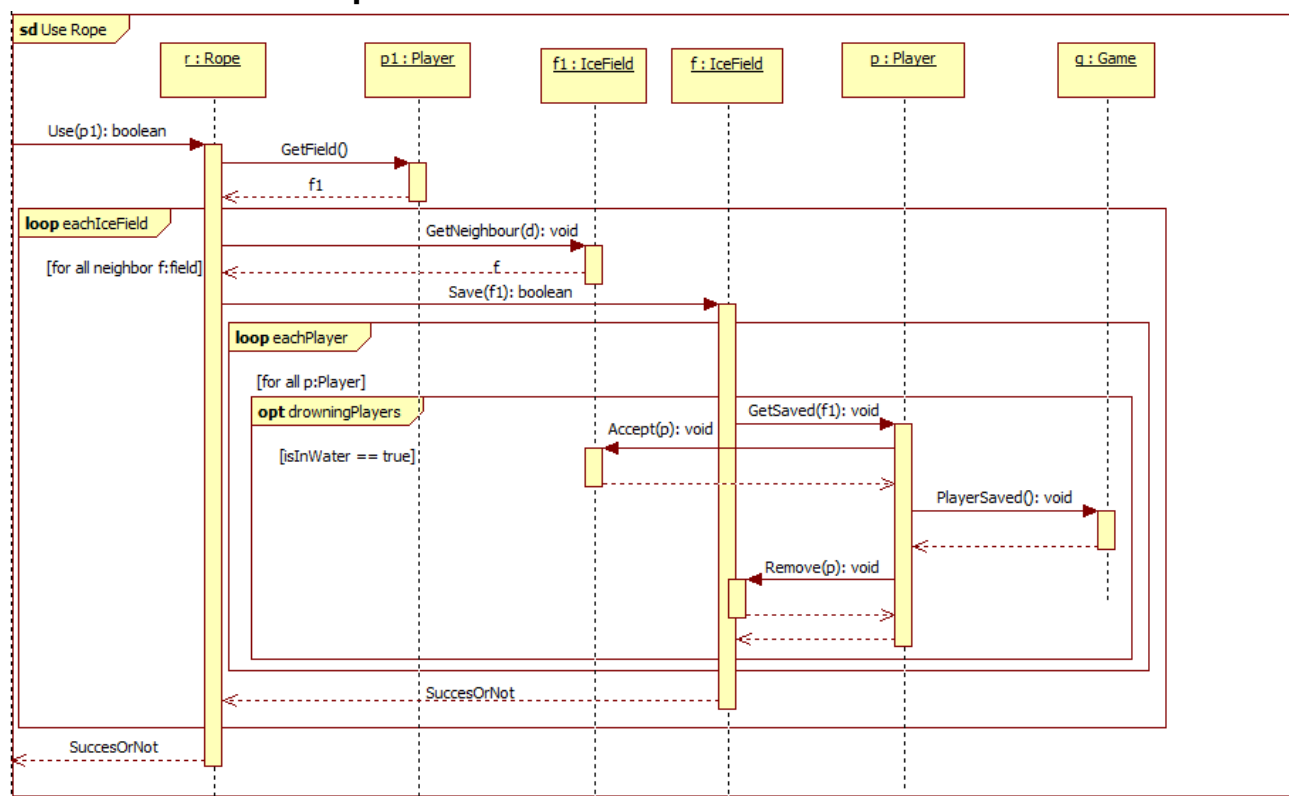 sd Use Rope
r : Rope
p1 : Player
f1 : IceField
f : IceField
p : Player
g : Game
Use(p1): boolean
GetField()
f1
loop eachIceField
GetNeighbour(d): void
[for all neighbor f:field]
f
Save(f1): boolean
loop eachPlayer
[for all p:Player]
opt drowningPlayers
GetSaved(f1): void
Accept(p): void
[isInWater == true]
PlayerSaved(): void
Remove(p): void
SuccesOrNot
SuccesOrNot